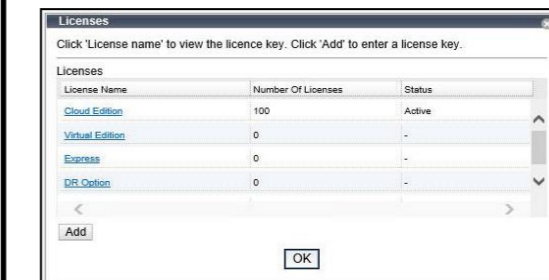 Licenses
Click 'License name' to view the licence key. Click 'Add' to enter a license key.
Licenses
License Name Number Of Licenses Status
Cloud Edition 100 Active
Virtual Edition 0 -
Express 0 -
DR Option 0 -
Add
OK